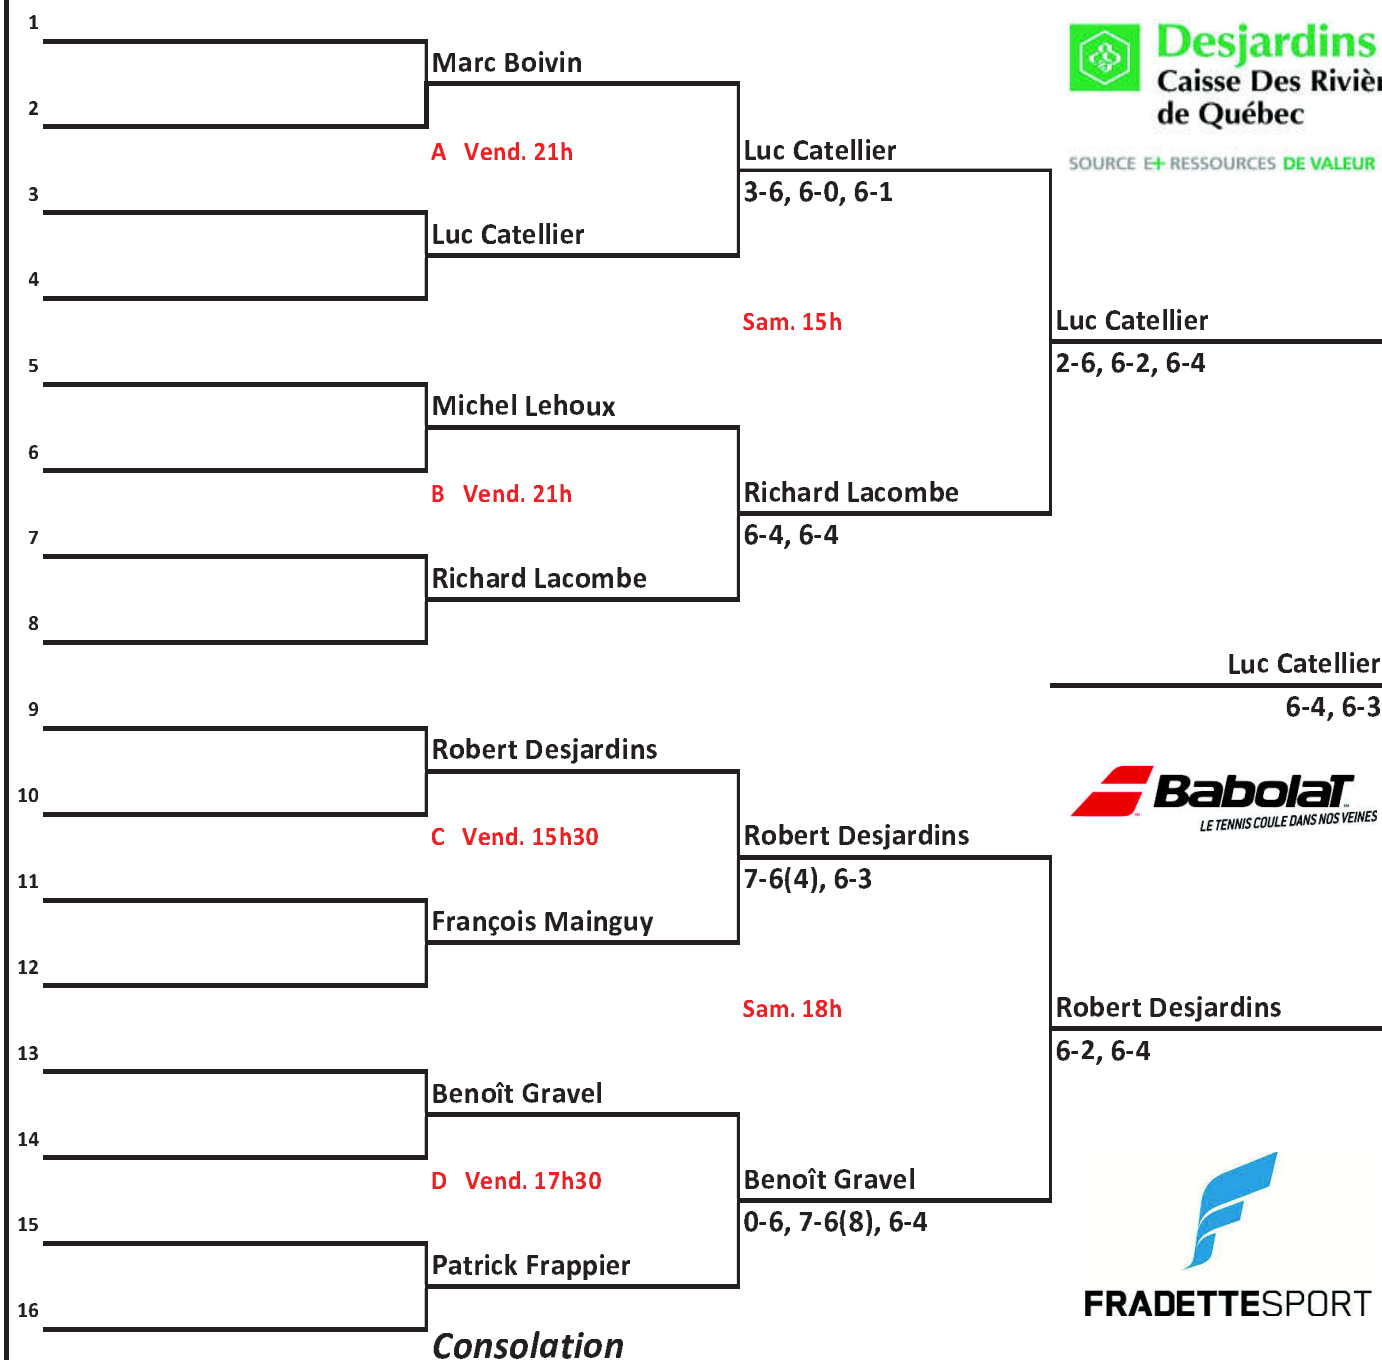 1
Marc Boivin
2
A Vend. 21h
Luc Catellier
3-6, 6-0, 6-1
3
Luc Catellier
4
Sam. 15h
Luc Catellier
2-6, 6-2, 6-4
5
Michel Lehoux
6
B Vend. 21h
Richard Lacombe
6-4, 6-4
7
Richard Lacombe
8
Luc Catellier
6-4, 6-3
9
Robert Desjardins
10
C Vend. 15h30
Robert Desjardins
7-6(4), 6-3
11
François Mainguy
12
Sam. 18h
Robert Desjardins
6-2, 6-4
13
Benoît Gravel
14
D Vend. 17h30
Benoît Gravel
0-6, 7-6(8), 6-4
15
Patrick Frappier
16
Consolation
Desjardins
Caisse Des Rivièr
de Québec
SOURCE E+ RESSOURCES DE VALEUR
BabolaT
LE TENNIS COULE DANS NOS VEINES
FRADETTESPORT